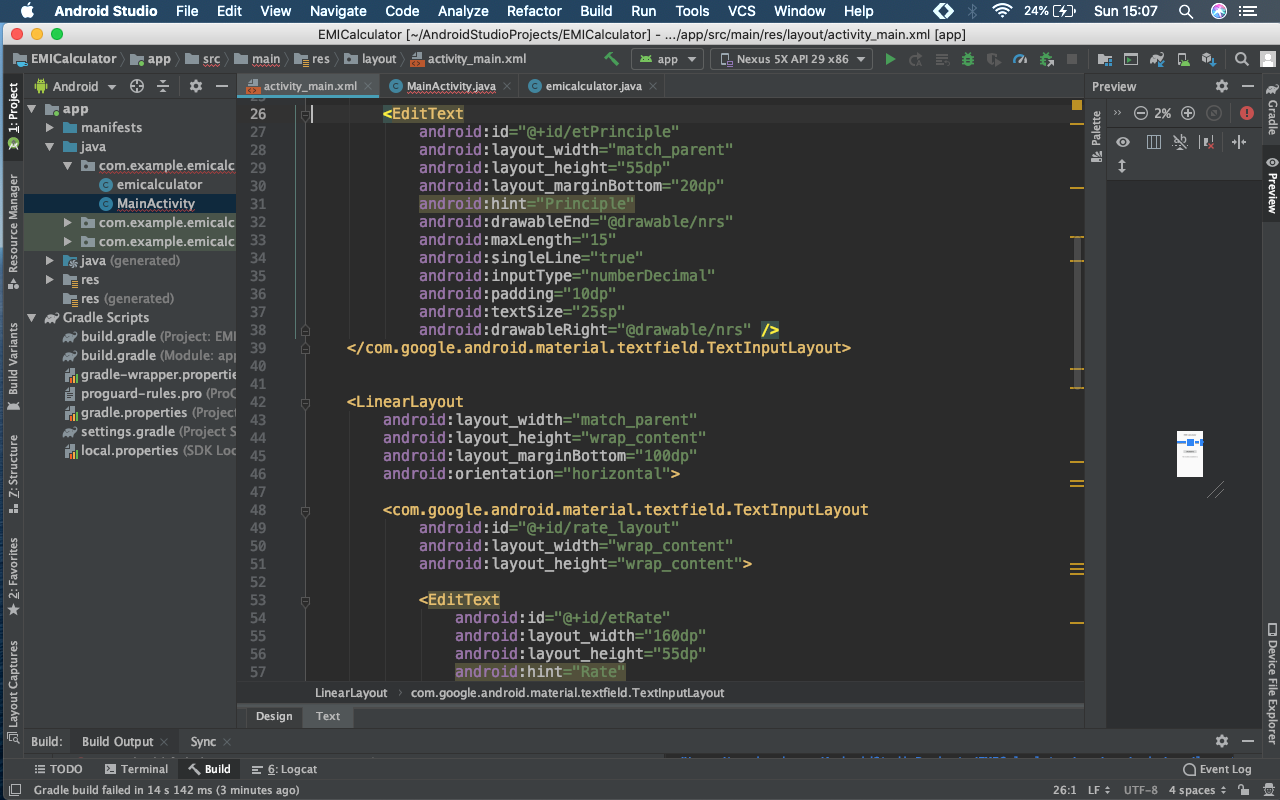 Android Studio File Edit View Navigate Code Analyze Refactor Build Run Tools VCS Window Help 24% Sun 15:07
EMICalculator [~/AndroidStudioProjects/EMICalculator] - .../app/src/main/res/layout/activity_main.xml [app]
EMICalculator app src main res layout activity_main.xml app Nexus 5X API 29 x86
1: Project
Resource Manager
Build Variants
Z: Structure
2: Favorites
Layout Captures
Android
app
manifests
java
com.example.emicalc
emicalculator
MainActivity
com.example.emicalc
com.example.emicalc
java (generated)
res
res (generated)
Gradle Scripts
build.gradle (Project: EMI
build.gradle (Module: app
gradle-wrapper.propertie
proguard-rules.pro (ProG
gradle.properties (Project
settings.gradle (Project S
local.properties (SDK Loc
activity_main.xml MainActivity.java emicalculator.java
26 <EditText
27 android:id="@+id/etPrinciple"
28 android:layout_width="match_parent"
29 android:layout_height="55dp"
30 android:layout_marginBottom="20dp"
31 android:hint="Principle"
32 android:drawableEnd="@drawable/nrs"
33 android:maxLength="15"
34 android:singleLine="true"
35 android:inputType="numberDecimal"
36 android:padding="10dp"
37 android:textSize="25sp"
38 android:drawableRight="@drawable/nrs" />
39 </com.google.android.material.textfield.TextInputLayout>
40
41
42 <LinearLayout
43 android:layout_width="match_parent"
44 android:layout_height="wrap_content"
45 android:layout_marginBottom="100dp"
46 android:orientation="horizontal">
47
48 <com.google.android.material.textfield.TextInputLayout
49 android:id="@+id/rate_layout"
50 android:layout_width="wrap_content"
51 android:layout_height="wrap_content">
52
53 <EditText
54 android:id="@+id/etRate"
55 android:layout_width="160dp"
56 android:layout_height="55dp"
57 android:hint="Rate"
LinearLayout com.google.android.material.textfield.TextInputLayout
Design Text
Preview
2%
Palette
Gradle
Preview
Device File Explorer
Build: Build Output Sync
TODO Terminal Build 6: Logcat Event Log
Gradle build failed in 14 s 142 ms (3 minutes ago) 26:1 LF UTF-8 4 spaces